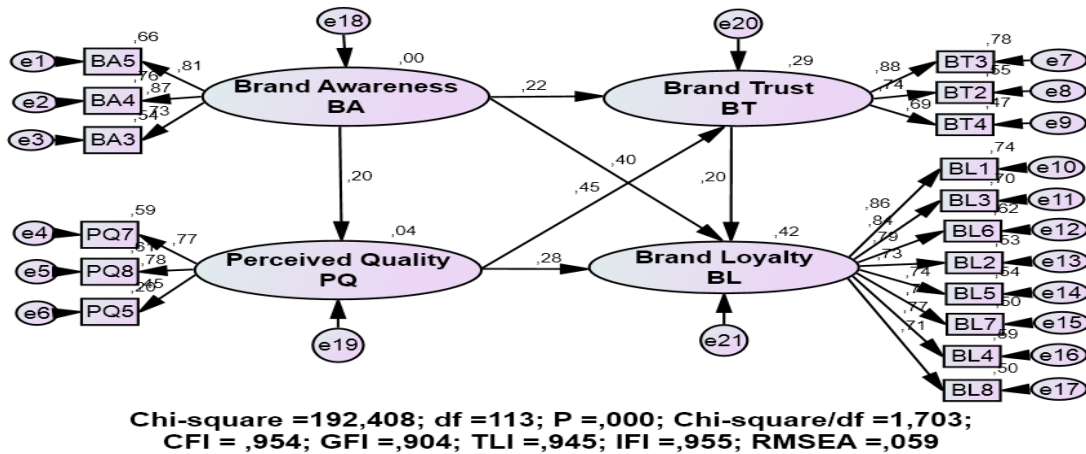 e18
e20
,66
,00
,29
,78
e1
BA5
,81
,88
BT3
e7
,76
Brand Awareness
BA
,22
Brand Trust
BT
,55
e2
BA4
,87
,74
BT2
e8
,73
,54
,69
,47
e3
BA3
BT4
e9
,74
,40
BL1
e10
,20
,45
,20
,70
,86
BL3
e11
,84
,62
,59
,79
BL6
e12
e4
PQ7
,77
,04
,42
,73
,53
,61
Perceived Quality
PQ
,28
Brand Loyalty
BL
BL2
e13
e5
PQ8
,78
,74
,54
,45
,20
BL5
e14
,50
e6
PQ5
,77
BL7
e15
,71
,59
e19
e21
BL4
e16
,50
BL8
e17
Chi-square =192,408; df =113; P =,000; Chi-square/df =1,703;
CFI = ,954; GFI =,904; TLI =,945; IFI =,955; RMSEA =,059